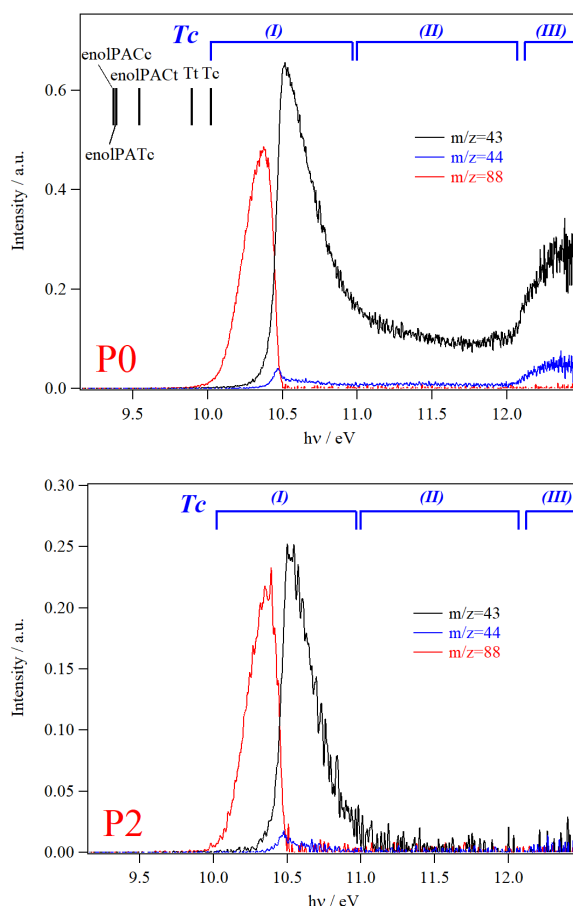 Tc (I) (II) (III)
enolPACc
enolPACt Tt Tc
enolPATc
m/z=43
m/z=44
m/z=88
Intensity / a.u.
0.6
0.4
0.2
0.0
P0
9.5 10.0 10.5 11.0 11.5 12.0
hν / eV
0.30
Tc (I) (II) (III)
0.25
0.20
0.15
0.10
0.05
0.00
Intensity / a.u.
m/z=43
m/z=44
m/z=88
P2
9.5 10.0 10.5 11.0 11.5 12.0
hν / eV